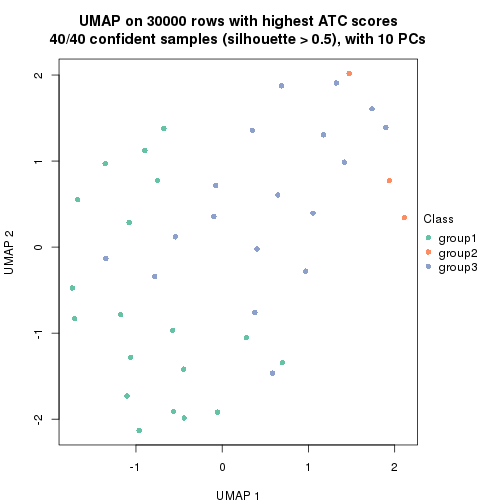 UMAP on 30000 rows with highest ATC scores
40/40 confident samples (silhouette > 0.5), with 10 PCs
2
1
0
-1
-2
UMAP 2
-1
0
1
2
UMAP 1
Class
group1
group2
group3